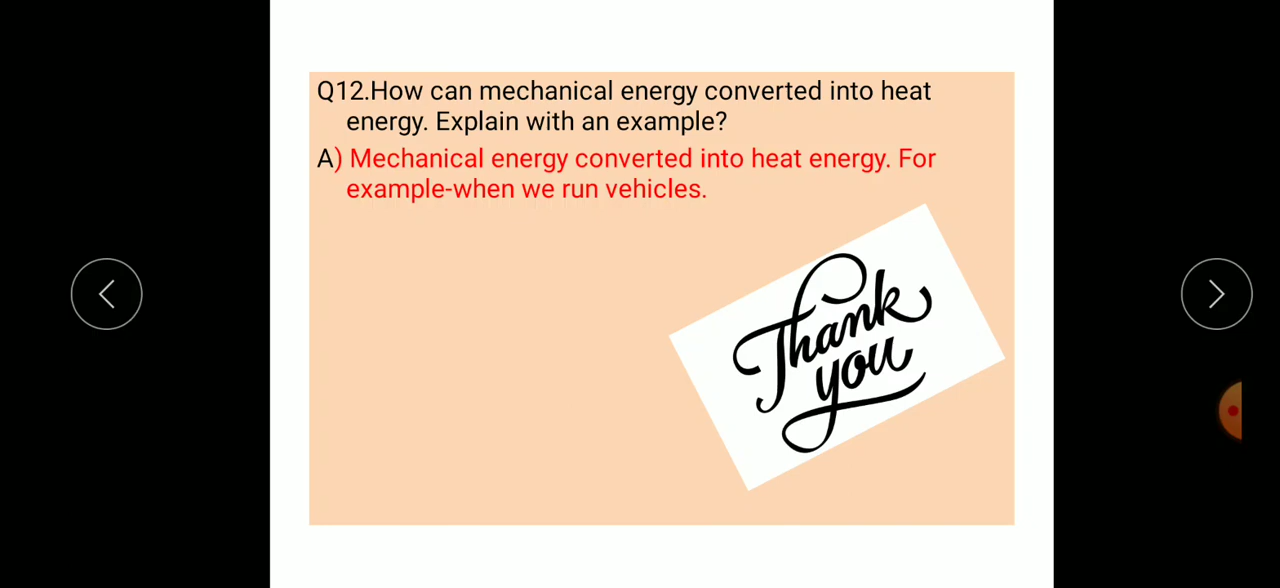 Q12.How can mechanical energy converted into heat
energy. Explain with an example?
A) Mechanical energy converted into heat energy. For
example-when we run vehicles.
Thank
you